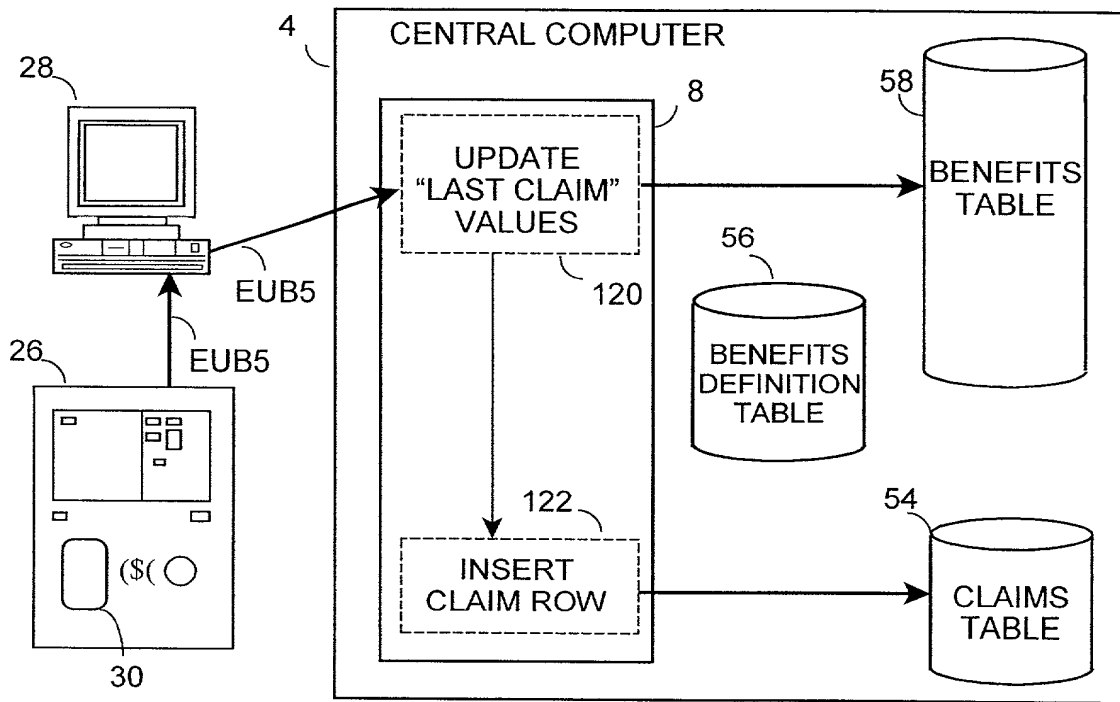 4
CENTRAL COMPUTER
28
8
58
UPDATE
“LAST CLAIM”
VALUES
BENEFITS
TABLE
EUB5
120
56
EUB5
26
BENEFITS
DEFINITION
TABLE
122
54
($(
INSERT
CLAIM ROW
CLAIMS
TABLE
30